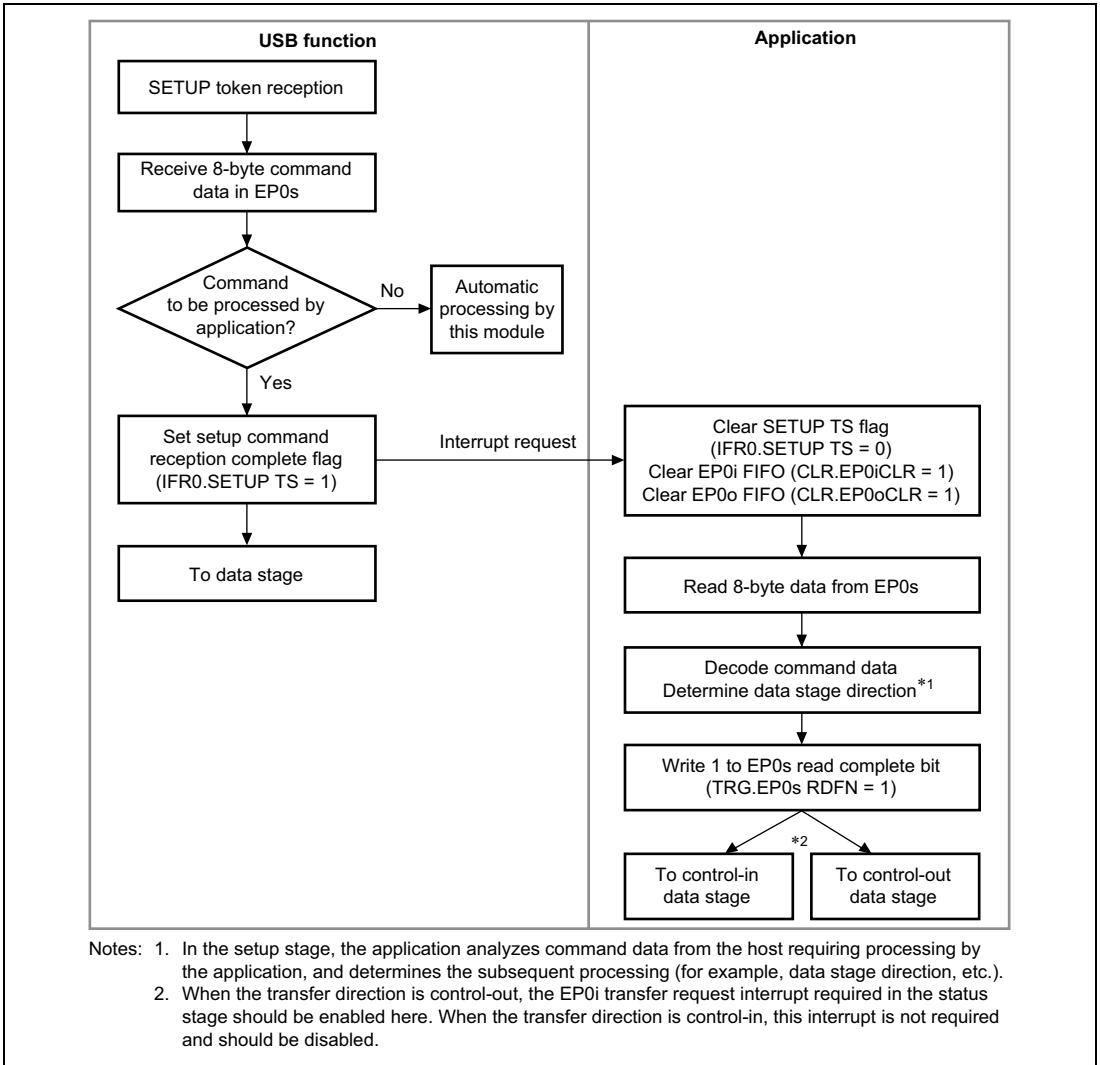 USB function
Application
SETUP token reception
Receive 8-byte command
data in EP0s
Command
to be processed by
application?
No
Automatic
processing by
this module
Yes
Set setup command
reception complete flag
(IFR0.SETUP TS = 1)
Interrupt request
To data stage
Clear SETUP TS flag
(IFR0.SETUP TS = 0)
Clear EP0i FIFO (CLR.EP0iCLR = 1)
Clear EP0o FIFO (CLR.EP0oCLR = 1)
Read 8-byte data from EP0s
Decode command data
Determine data stage direction*1
Write 1 to EP0s read complete bit
(TRG.EP0s RDFN = 1)
*2
To control-in
data stage
To control-out
data stage
Notes: 1. In the setup stage, the application analyzes command data from the host requiring processing by
the application, and determines the subsequent processing (for example, data stage direction, etc.).
2. When the transfer direction is control-out, the EP0i transfer request interrupt required in the status
stage should be enabled here. When the transfer direction is control-in, this interrupt is not required
and should be disabled.